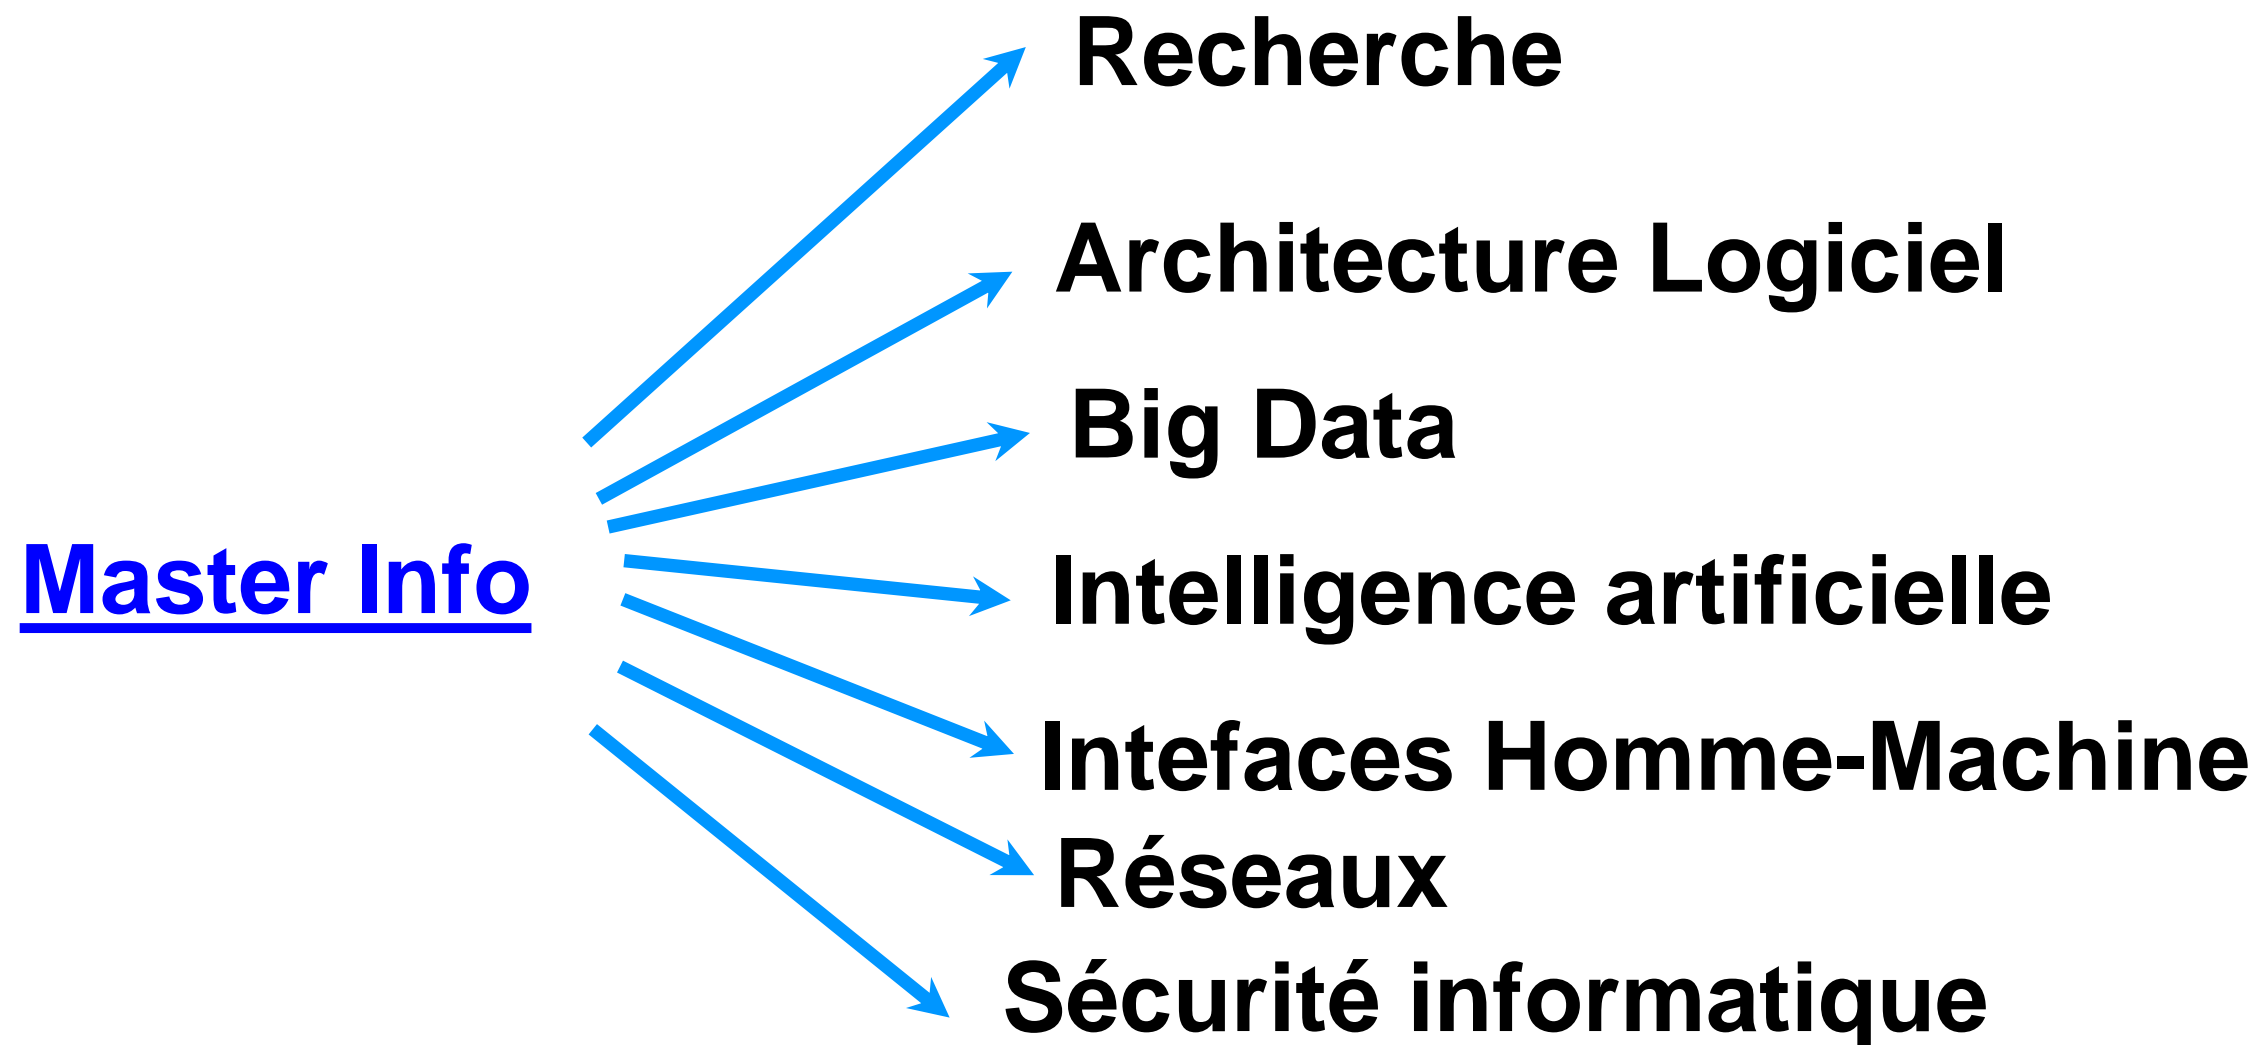 Recherche
Architecture Logiciel
Big Data
Master Info
Intelligence artificielle
Intefaces Homme-Machine
Réseaux
Sécurité informatique